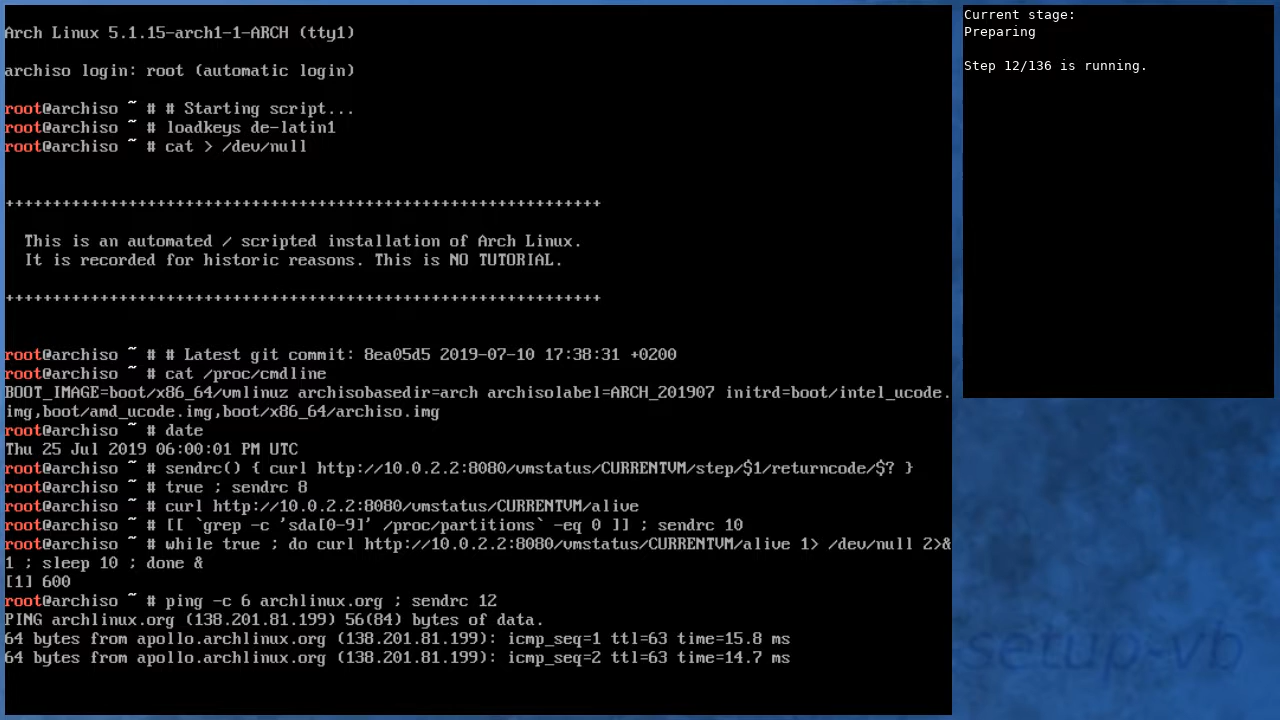 Arch Linux 5.1.15-arch1-1-ARCH (tty1)
archiso login: root (automatic login)
root@archiso ~ # # Starting script...
root@archiso ~ # loadkeys de-latin1
root@archiso ~ # cat > /dev/null
+++++++++++++++++++++++++++++++++++++++++++++++++++++++++++++++
This is an automated / scripted installation of Arch Linux.
It is recorded for historic reasons. This is NO TUTORIAL.
+++++++++++++++++++++++++++++++++++++++++++++++++++++++++++++++
root@archiso ~ # # Latest git commit: 8ea05d5 2019-07-10 17:38:31 +0200
root@archiso ~ # cat /proc/cmdline
BOOT_IMAGE=boot/x86_64/vmlinuz archisobasedir=arch archisolabel=ARCH_201907 initrd=boot/intel_ucode.
img,boot/amd_ucode.img,boot/x86_64/archiso.img
root@archiso ~ # date
Thu 25 Jul 2019 06:00:01 PM UTC
root@archiso ~ # sendrc() { curl http://10.0.2.2:8080/vmstatus/CURRENTVM/step/$1/returncode/$? }
root@archiso ~ # true ; sendrc 8
root@archiso ~ # curl http://10.0.2.2:8080/vmstatus/CURRENTVM/alive
root@archiso ~ # [[ `grep -c 'sda[0-9]' /proc/partitions` -eq 0 ]] ; sendrc 10
root@archiso ~ # while true ; do curl http://10.0.2.2:8080/vmstatus/CURRENTVM/alive 1> /dev/null 2>&
1 ; sleep 10 ; done &
[1] 600
root@archiso ~ # ping -c 6 archlinux.org ; sendrc 12
PING archlinux.org (138.201.81.199) 56(84) bytes of data.
64 bytes from apollo.archlinux.org (138.201.81.199): icmp_seq=1 ttl=63 time=15.8 ms
64 bytes from apollo.archlinux.org (138.201.81.199): icmp_seq=2 ttl=63 time=14.7 ms
Current stage:
Preparing
Step 12/136 is running.
-setup-vb